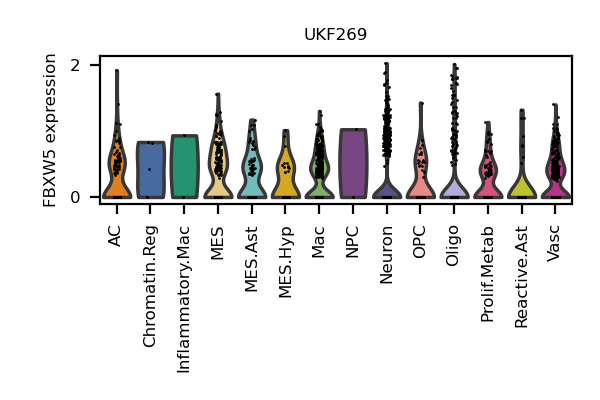 UKF269
FBXW5 expression
2
0
AC
Chromatin.Reg
Inflammatory.Mac
MES
MES.Ast
MES.Hyp
Mac
NPC
Neuron
OPC
Oligo
Prolif.Metab
Reactive.Ast
Vasc